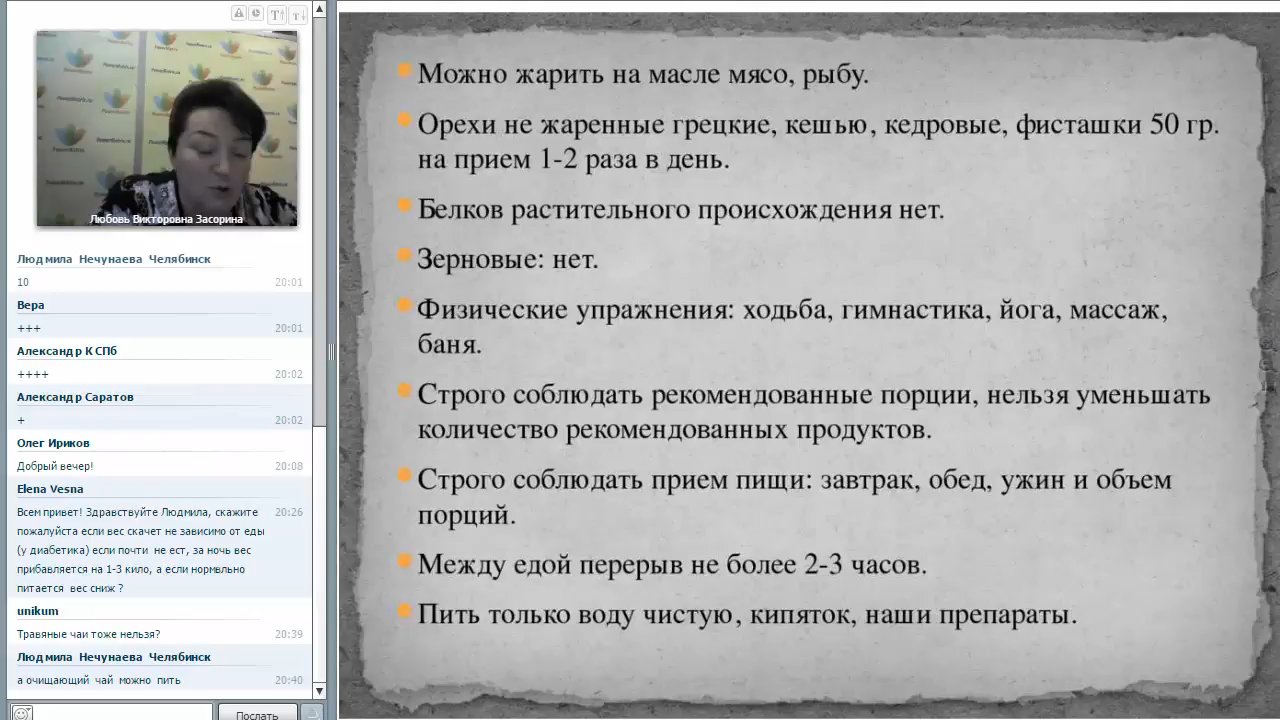 Любовь Викторовна Засорина
Людмила Нечунаева Челябинск
10 20:01
Вера
+++ 20:01
Александр К СПб
++++ 20:02
Александр Саратов
+ 20:02
Олег Ириков
Добрый вечер! 20:08
Elena Vesna
Всем привет! Здравствуйте Людмила, скажите 20:26
пожалуйста если вес скачет не зависимо от еды
(у диабетика) если почти не ест, за ночь вес
прибавляется на 1-3 кило, а если нормвльно
питается вес сниж ?
unikum
Травяные чаи тоже нельзя? 20:39
Людмила Нечунаева Челябинск
а очищающий чай можно пить 20:40
Послать
Можно жарить на масле мясо, рыбу.
Орехи не жаренные грецкие, кешью, кедровые, фисташки 50 гр.
на прием 1-2 раза в день.
Белков растительного происхождения нет.
Зерновые: нет.
Физические упражнения: ходьба, гимнастика, йога, массаж,
баня.
Строго соблюдать рекомендованные порции, нельзя уменьшать
количество рекомендованных продуктов.
Строго соблюдать прием пищи: завтрак, обед, ужин и объем
порций.
Между едой перерыв не более 2-3 часов.
Пить только воду чистую, кипяток, наши препараты.